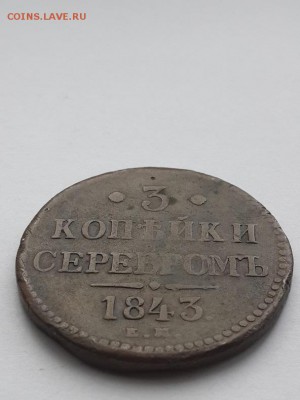 COINS.LAVE.RU
· 3 ·
КОПѢЙКИ
СЕРЕБРОМЪ
1843
Е.М